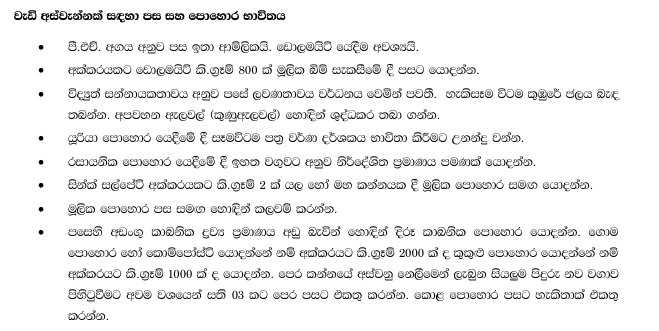 වැඩි අස්වැන්නක් සඳහා පස සහ පොහොර භාවිතය
• පී.එච්. අගය අනුව පස ඉතා ආම්ලිකයි. ඩොලමයිට් යෙදීම අවශ්‍යයි.
• අක්කරයකට ඩොලමයිට් කි.ග්‍රෑම් 800 ක් මූලික බිම් සැකසීමේ දී පසට යොදන්න.
• විද්‍යුත් සන්නායකතාවය අනුව පසේ ලවණතාවය වර්ධනය වෙමින් පවතී. හැකිසෑම විටම කුඹුරේ ජලය බැඳ
තබන්න. අපවහන ඇලවල් (කුණුඇලවල්) හොඳින් ශුද්ධකර තබා ගන්න.
• යූරියා පොහොර යෙදීමේ දී සෑමවිටම පත්‍ර වර්ණ දර්ශකය භාවිතා කිරීමට උනන්දු වන්න.
• රසායනික පොහොර යෙදීමේ දී ඉහත වගුවට අනුව නිර්දේශිත ප්‍රමාණය පමණක් යොදන්න.
• සින්ක් සල්පේට් අක්කරයකට කි.ග්‍රෑම් 2 ක් යල හෝ මහ කන්නයක දී මූලික පොහොර සමඟ යොදන්න.
• මූලික පොහොර පස සමඟ හොඳින් කලවම් කරන්න.
• පසෙහි අඩංගු කාබනික ද්‍රව්‍ය ප්‍රමාණය අඩු බැවින් හොඳින් දිරූ කාබනික පොහොර යොදන්න. ගොම
පොහොර හෝ කොම්පෝස්ට් යොදන්නේ නම් අක්කරයට කි.ග්‍රෑම් 2000 ක් ද කුකුළු පොහොර යොදන්නේ නම්
අක්කරයට කි.ග්‍රෑම් 1000 ක් ද යොදන්න. පෙර කන්නයේ අස්වනු නෙලීමෙන් ලැබුන සියලුම පිදුරු නව වගාව
පිහිටුවීමට අවම වශයෙන් සති 03 කට පෙර පසට එකතු කරන්න. කොළ පොහොර පසට හැකිතාක් එකතු
කරන්න.